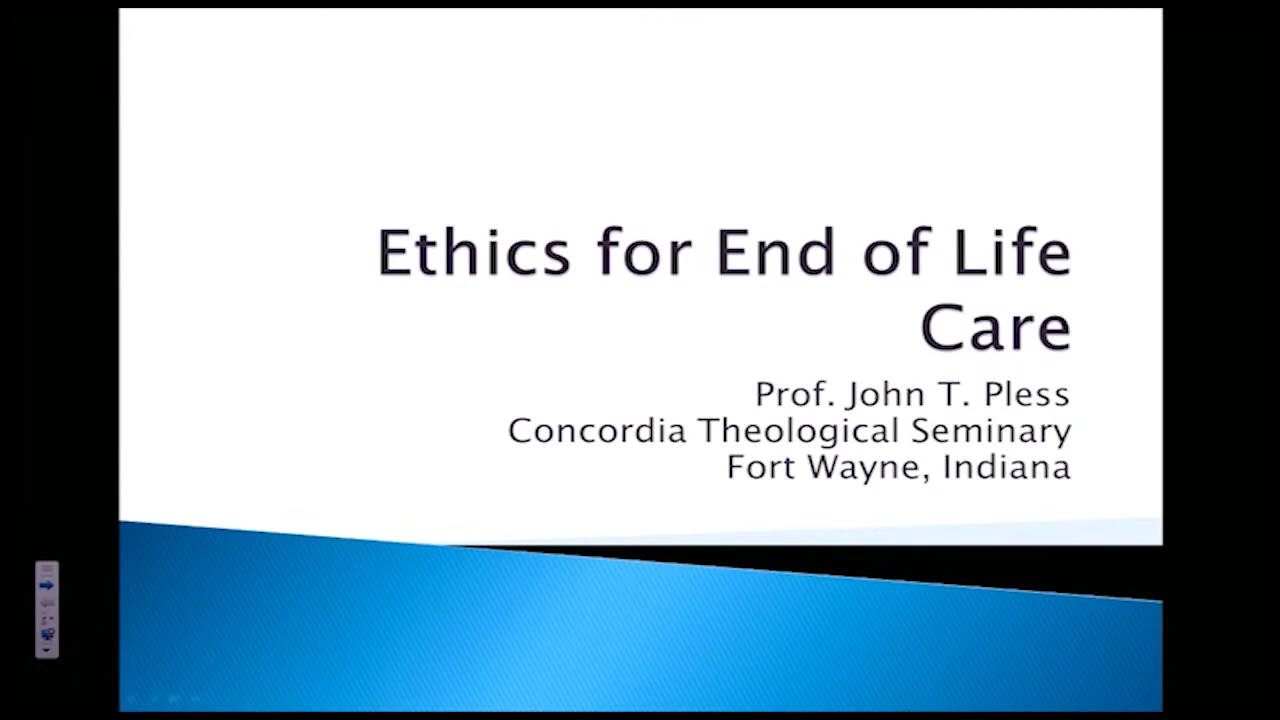 Ethics for End of Life
Care
Prof. John T. Pless
Concordia Theological Seminary
Fort Wayne, Indiana